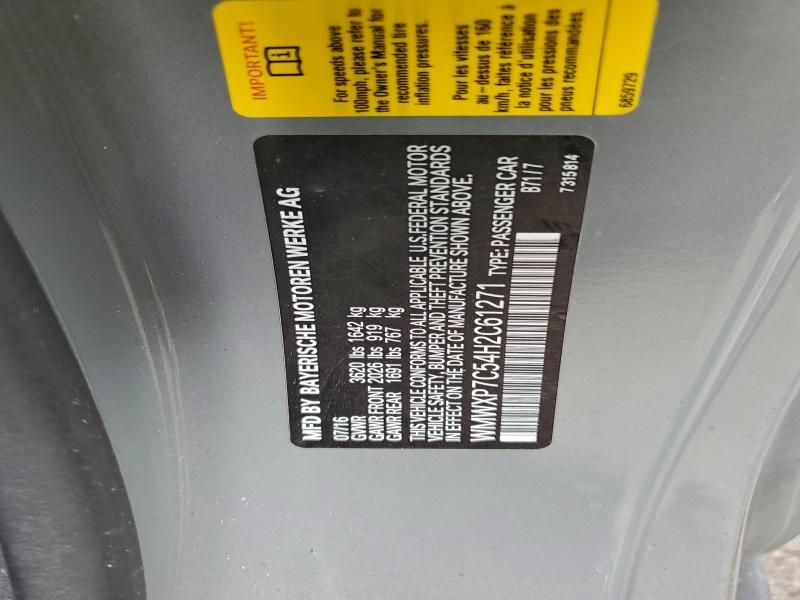 IMPORTANT!
For speeds above
100mph, please refer to
the Owner's Manual for
recommended tire
inflation pressures.
Pour les vitesses
au-dessus de 160
km/h, faites référence à
la notice d'utilisation
pour les pressions des
pneus recommandées.
6859729
MFD BY BAYERISCHE MOTOREN WERKE AG
07/16
GVWR 3620 lbs 1642 kg
GAWR FRONT 2026 lbs 919 kg
GAWR REAR 1691 lbs 767 kg
THIS VEHICLE CONFORMS TO ALL APPLICABLE U.S.FEDERAL MOTOR
VEHICLE SAFETY, BUMPER AND THEFT PREVENTION STANDARDS
IN EFFECT ON THE DATE OF MANUFACTURE SHOWN ABOVE.
WMWXP7C54H2C61271 TYPE: PASSENGER CAR
B71/7
7315814